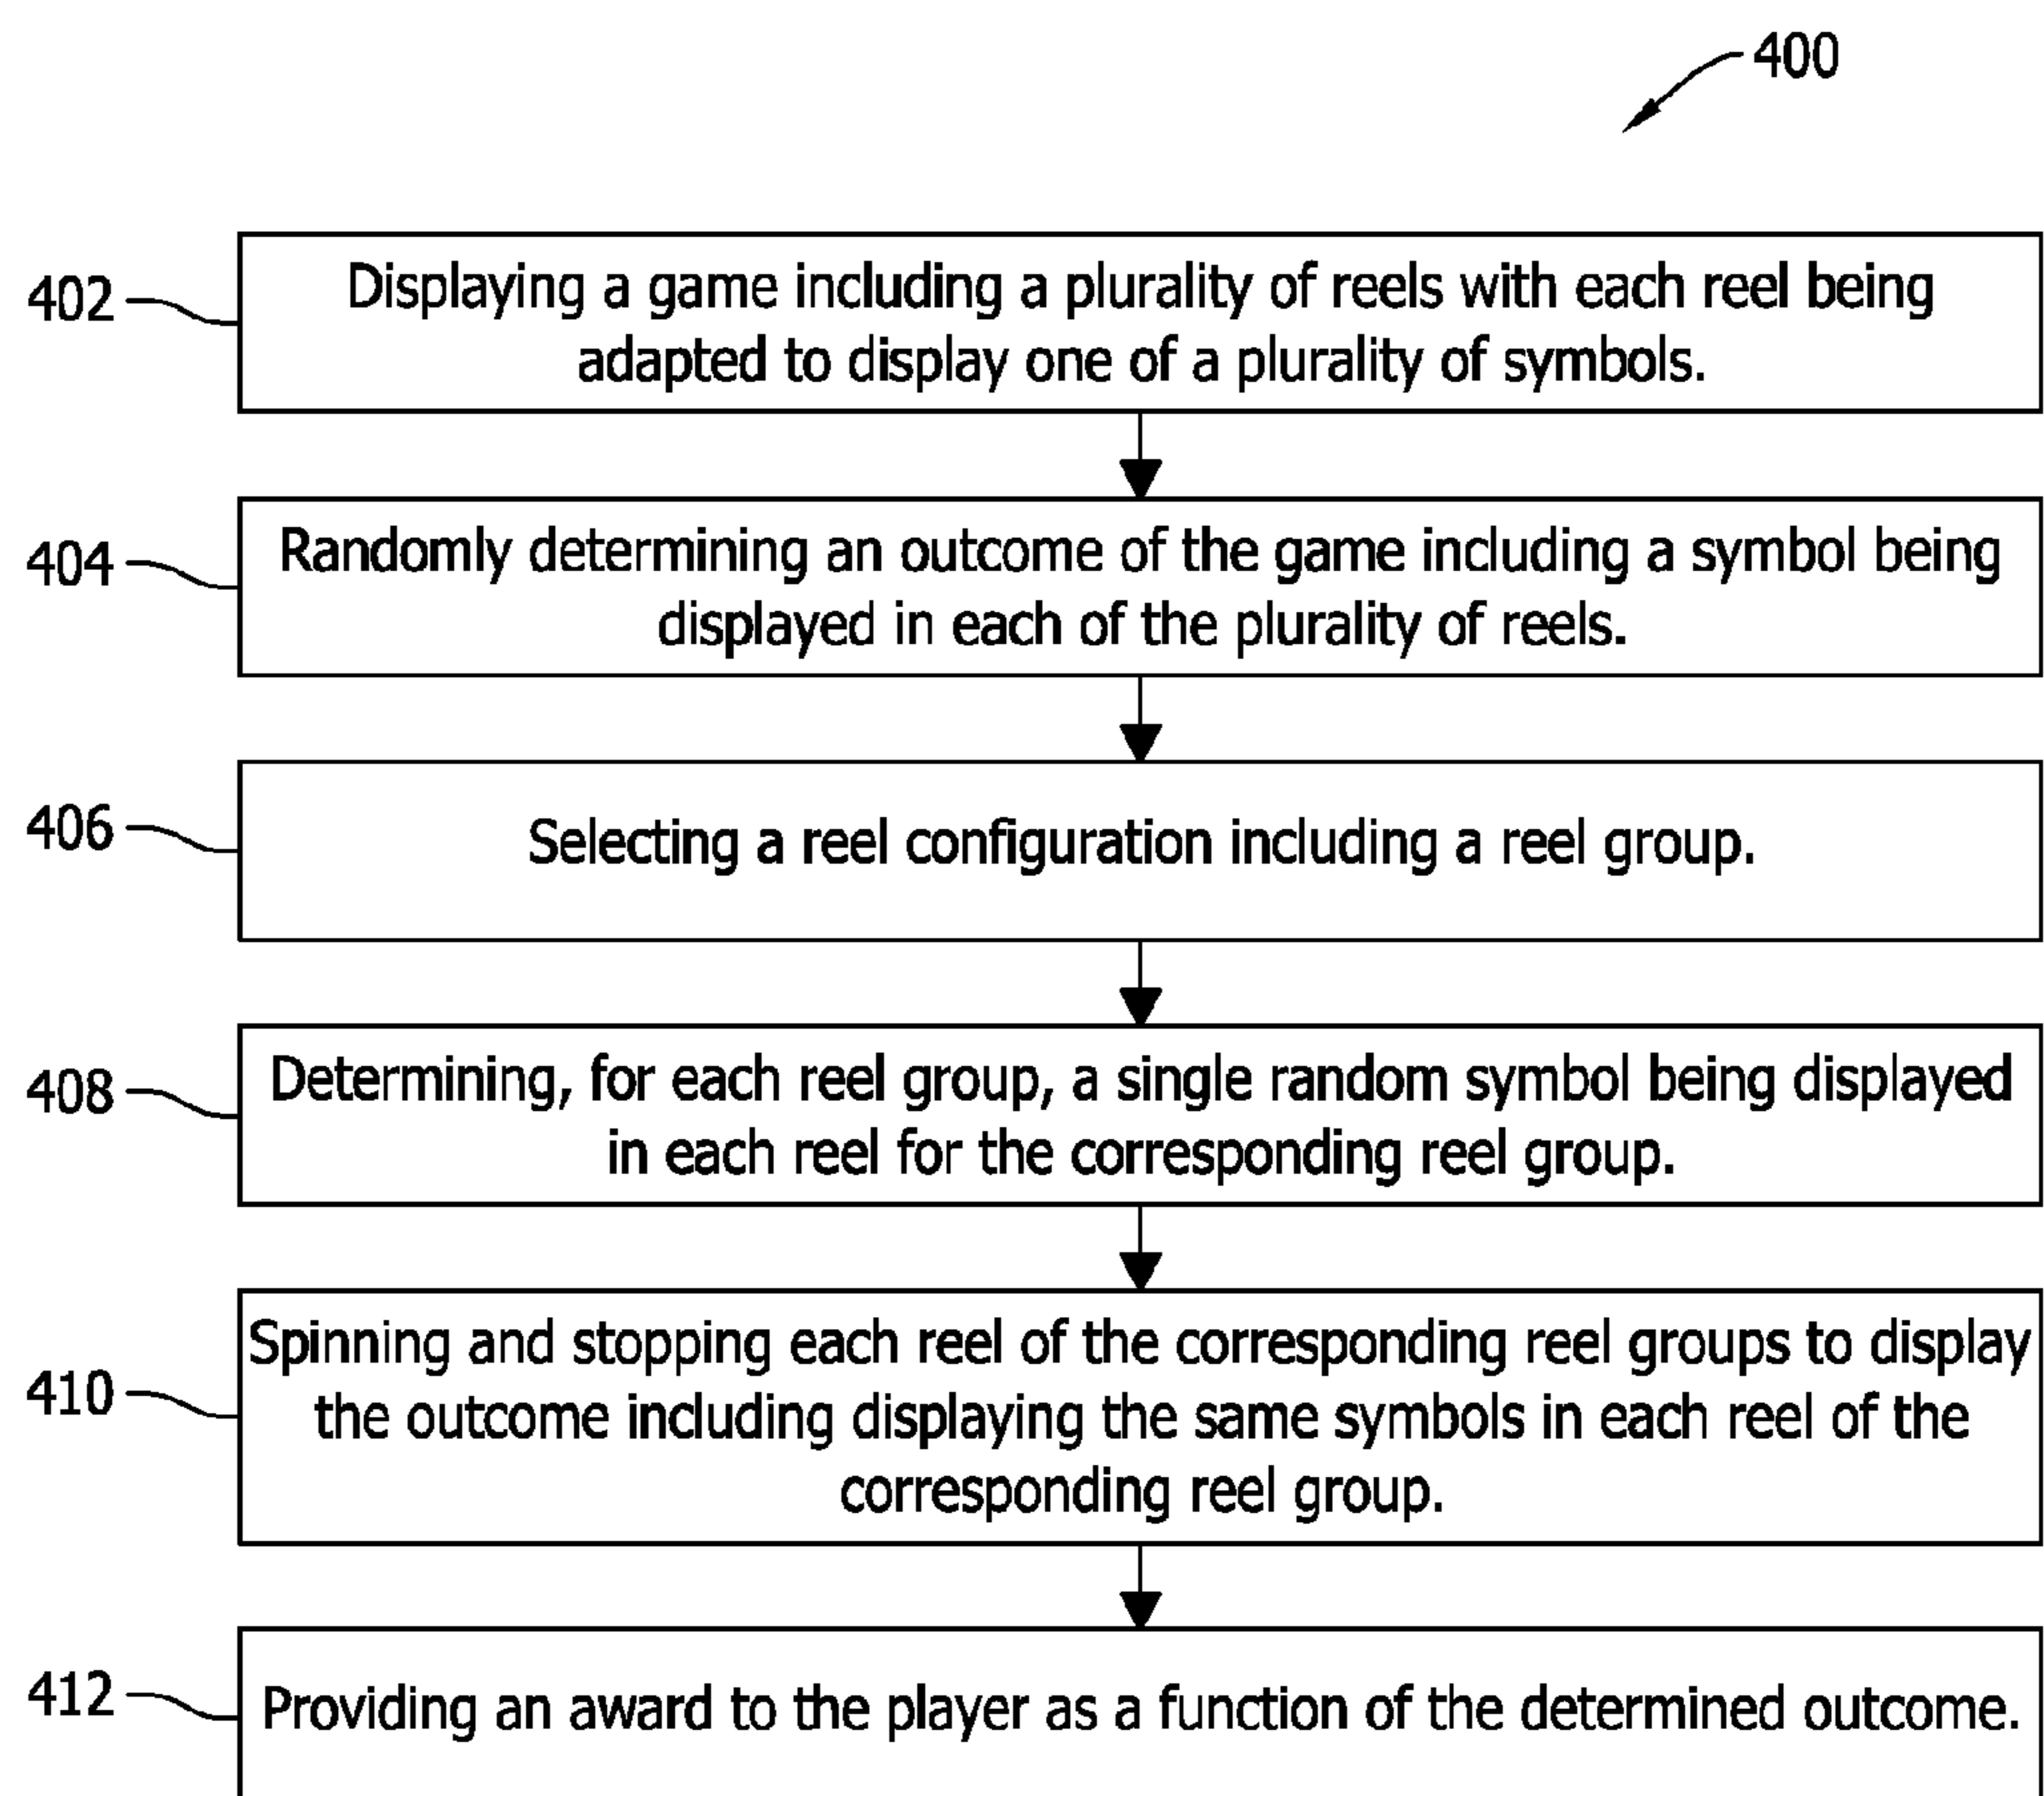 400
402
Displaying a game including a plurality of reels with each reel being
adapted to display one of a plurality of symbols.
404
Randomly determining an outcome of the game including a symbol being
displayed in each of the plurality of reels.
406
Selecting a reel configuration including a reel group.
408
Determining, for each reel group, a single random symbol being displayed
in each reel for the corresponding reel group.
410
Spinning and stopping each reel of the corresponding reel groups to display
the outcome including displaying the same symbols in each reel of the
corresponding reel group.
412
Providing an award to the player as a function of the determined outcome.